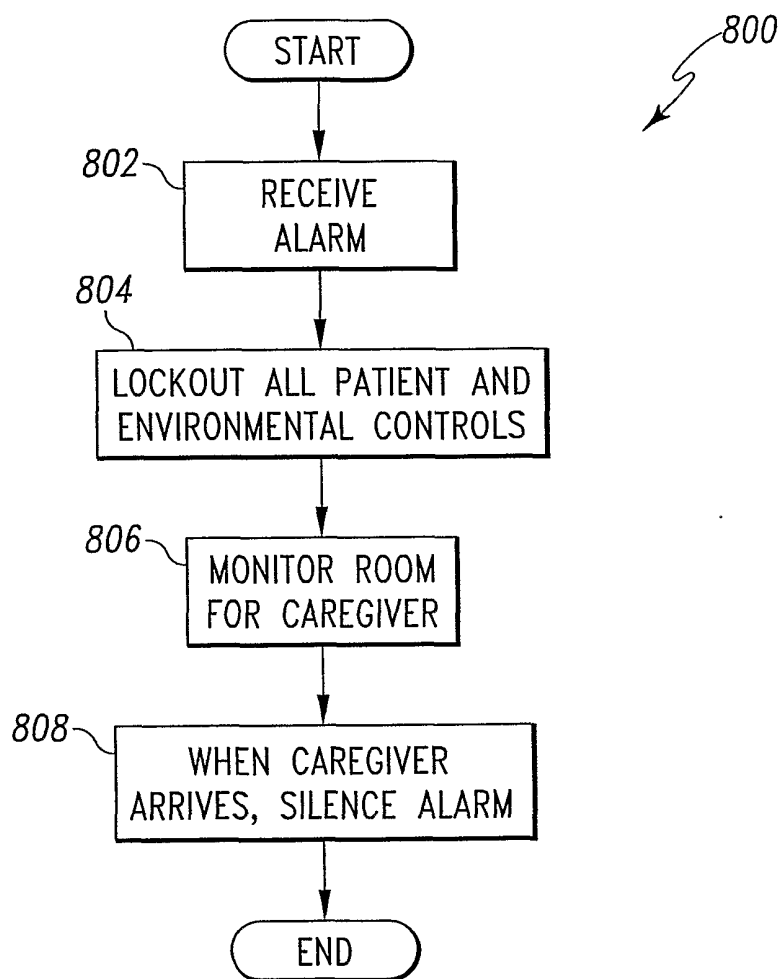 START
800
802
RECEIVE
ALARM
804
LOCKOUT ALL PATIENT AND
ENVIRONMENTAL CONTROLS
806
MONITOR ROOM
FOR CAREGIVER
808
WHEN CAREGIVER
ARRIVES, SILENCE ALARM
END